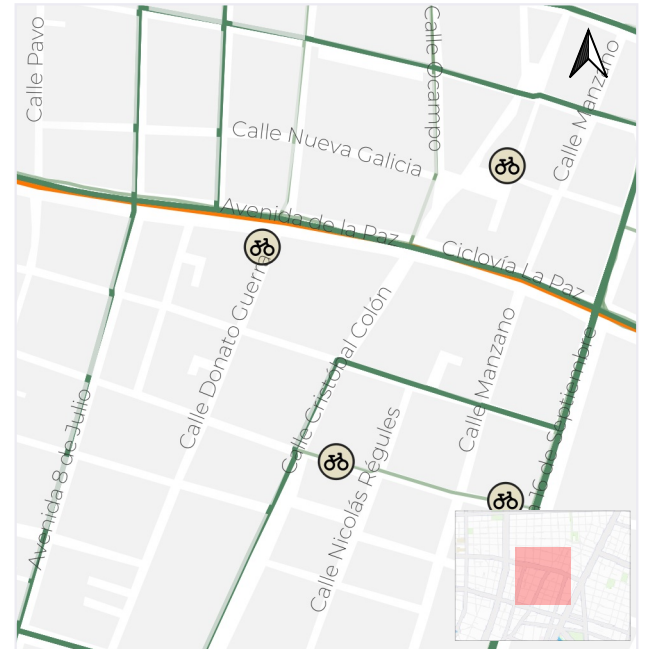 Calle Pavo
Calle Ocampo
Calle Manzano
Calle Nueva Galicia
Avenida de la Paz
Ciclovía La Paz
Calle Donato Guerra
Calle Cristóbal Colón
Calle Manzano
16 de Septiembre
Avenida 8 de Julio
Calle Nicolás Régules